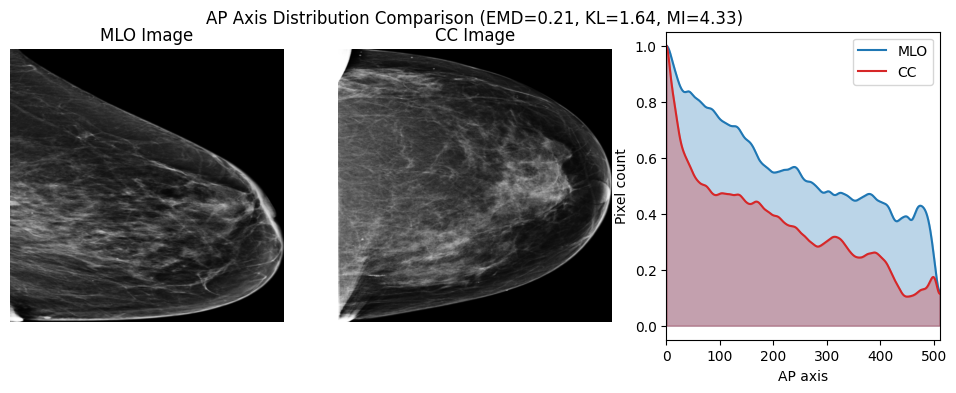 AP Axis Distribution Comparison (EMD=0.21, KL=1.64, MI=4.33)
MLO Image
CC Image
MLO
CC
Pixel count
1.0
0.8
0.6
0.4
0.2
0.0
0 100 200 300 400 500
AP axis